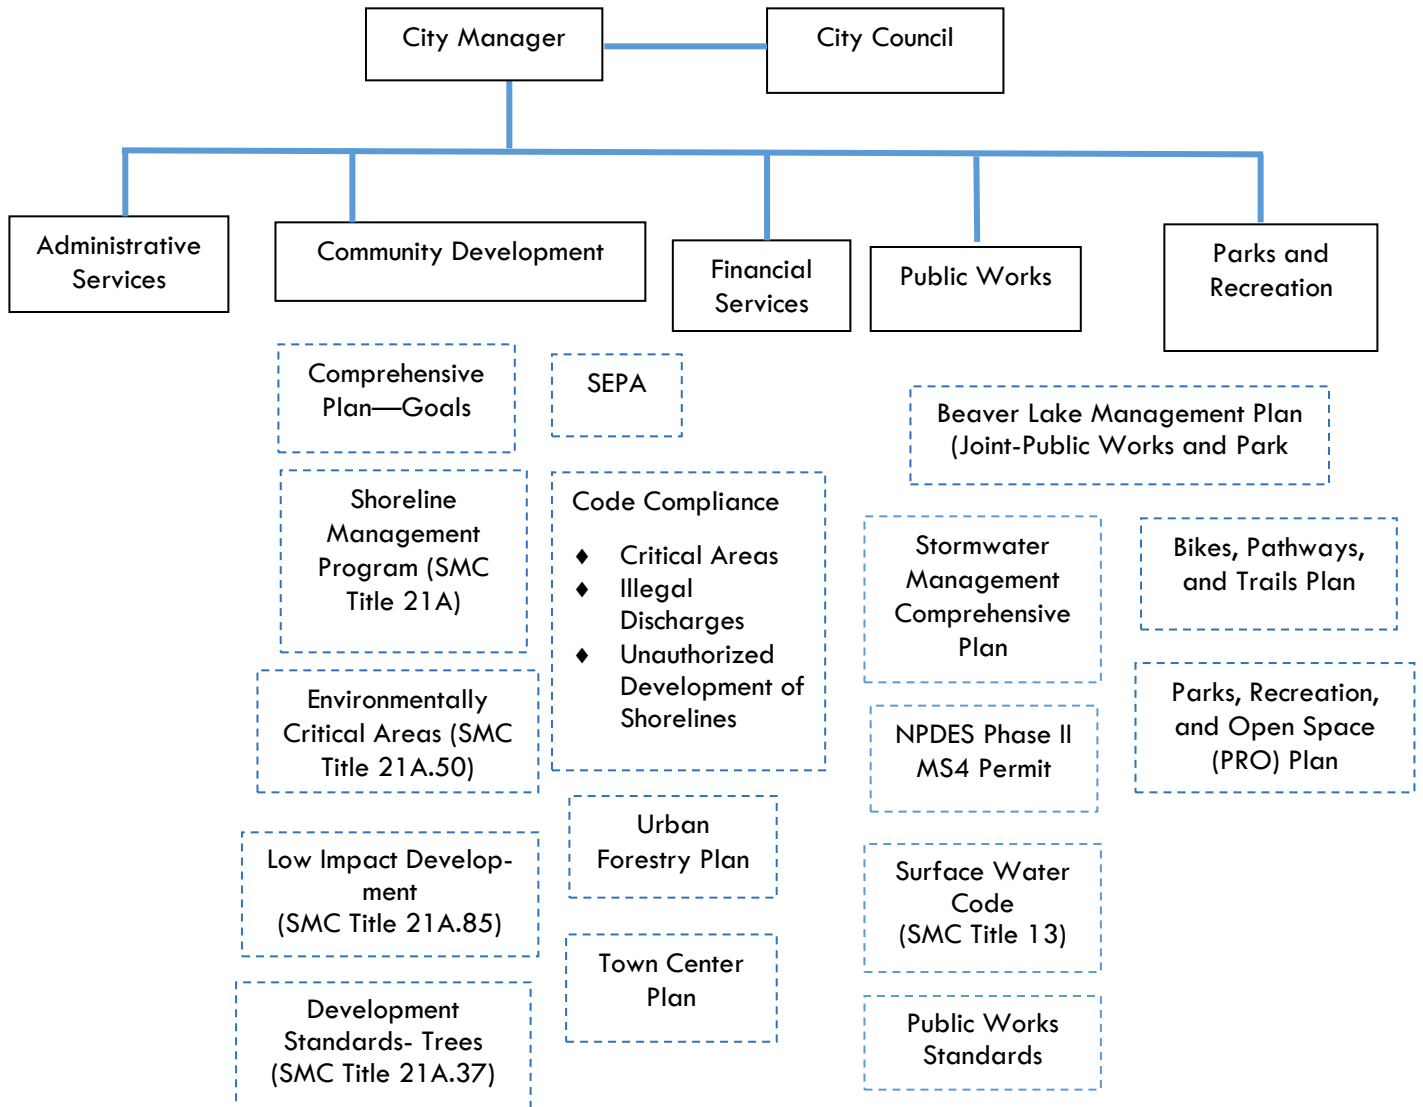 City Manager
City Council
Administrative
Services
Community Development
Financial
Services
Public Works
Parks and
Recreation
Comprehensive
Plan—Goals
SEPA
Beaver Lake Management Plan
(Joint-Public Works and Park
Shoreline
Management
Program (SMC
Title 21A)
Code Compliance
♦ Critical Areas
♦ Illegal
Discharges
♦ Unauthorized
Development of
Shorelines
Stormwater
Management
Comprehensive
Plan
Bikes, Pathways,
and Trails Plan
Environmentally
Critical Areas (SMC
Title 21A.50)
Parks, Recreation,
and Open Space
(PRO) Plan
NPDES Phase II
MS4 Permit
Urban
Forestry Plan
Low Impact Develop-
ment
(SMC Title 21A.85)
Surface Water
Code
(SMC Title 13)
Town Center
Plan
Development
Standards- Trees
(SMC Title 21A.37)
Public Works
Standards